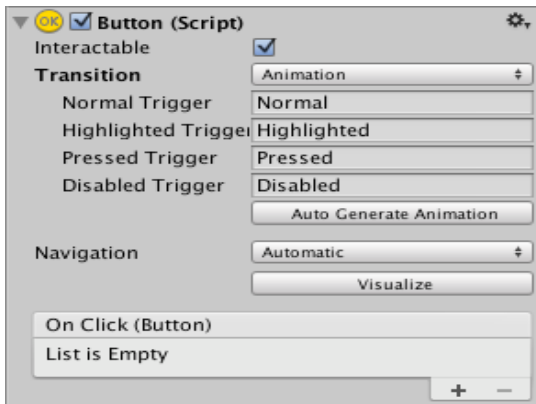 OK Button (Script)
Interactable
Transition Animation
Normal Trigger Normal
Highlighted Trigger Highlighted
Pressed Trigger Pressed
Disabled Trigger Disabled
Auto Generate Animation
Navigation Automatic
Visualize
On Click (Button)
List is Empty